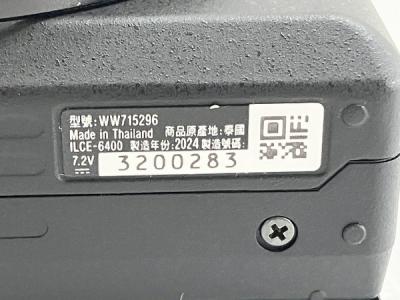 型號: WW715296
Made in Thailand 商品原產地: 泰國
ILCE-6400 製造年份: 2024 製造號碼:
7.2V 3200283